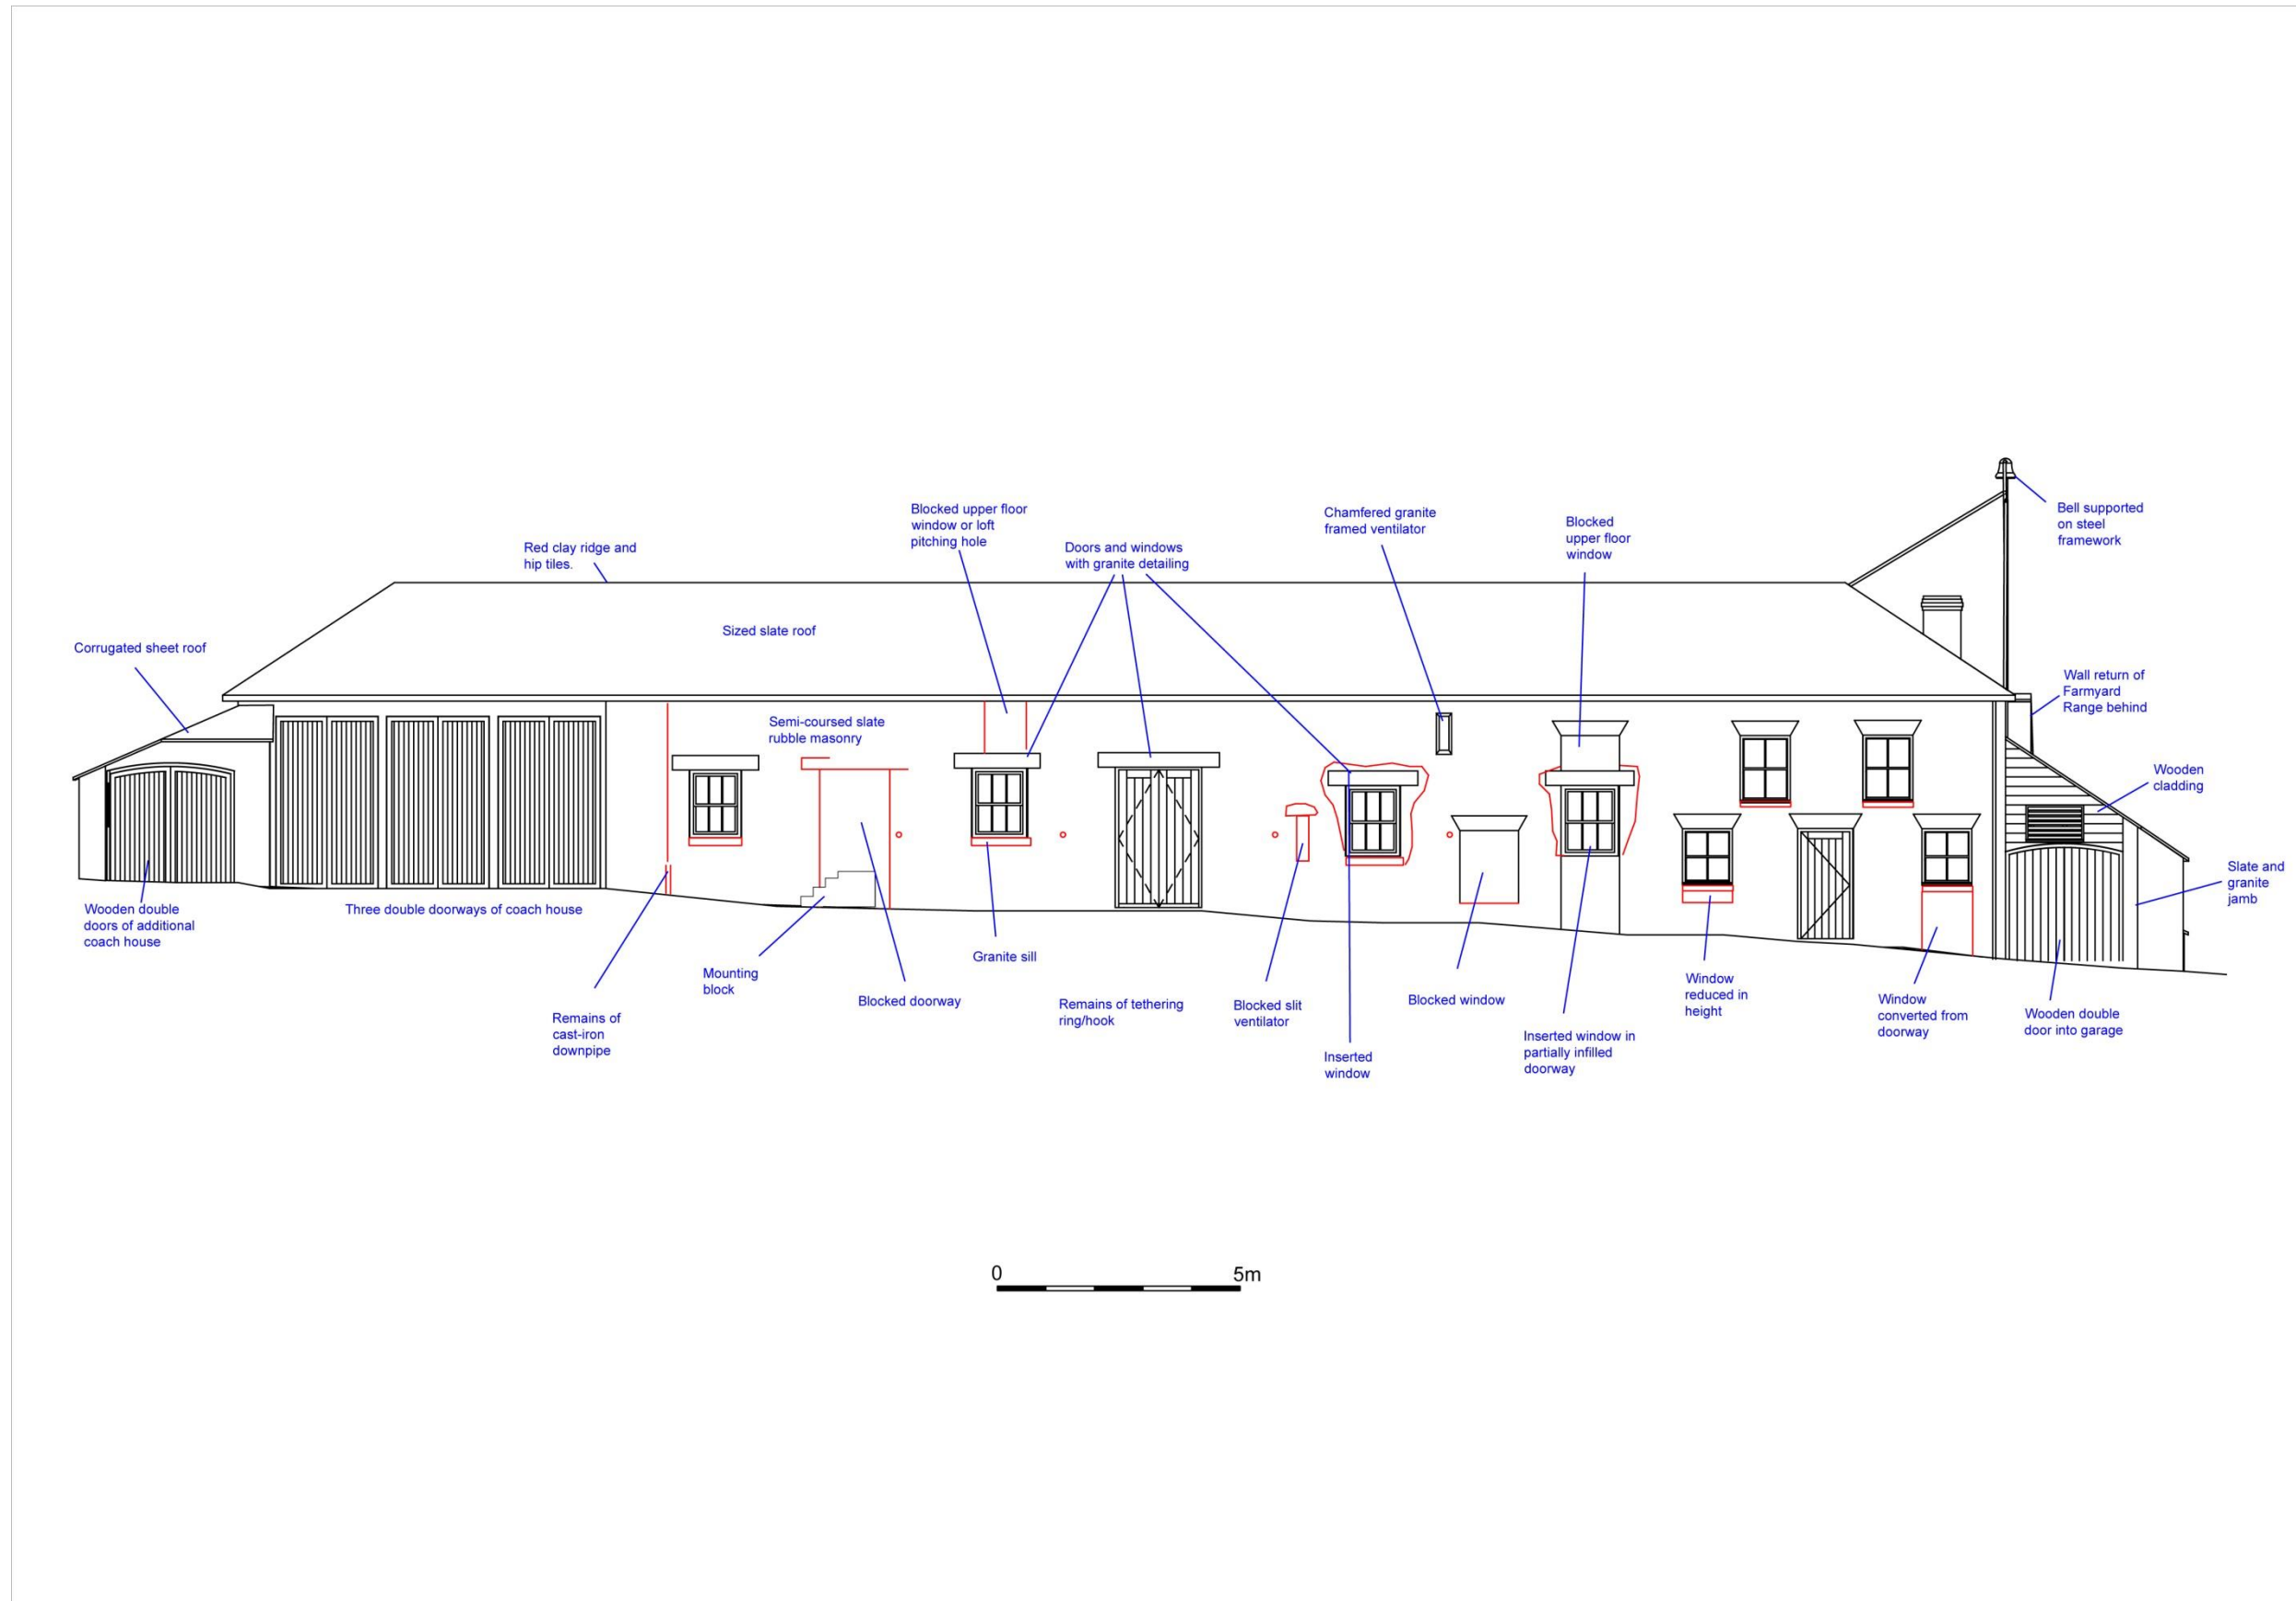 Bell supported
on steel
framework
Blocked upper floor
window or loft
pitching hole
Chamfered granite
framed ventilator
Blocked
upper floor
window
Red clay ridge and
hip tiles.
Doors and windows
with granite detailing
Sized slate roof
Corrugated sheet roof
Wall return of
Farmyard
Range behind
Semi-coursed slate
rubble masonry
Wooden
cladding
Slate and
granite
jamb
Wooden double
doors of additional
coach house
Three double doorways of coach house
Granite sill
Mounting
block
Blocked doorway
Remains of tethering
ring/hook
Blocked slit
ventilator
Blocked window
Window
reduced in
height
Window
converted from
doorway
Wooden double
door into garage
Remains of
cast-iron
downpipe
Inserted
window
Inserted window in
partially infilled
doorway
0 5m